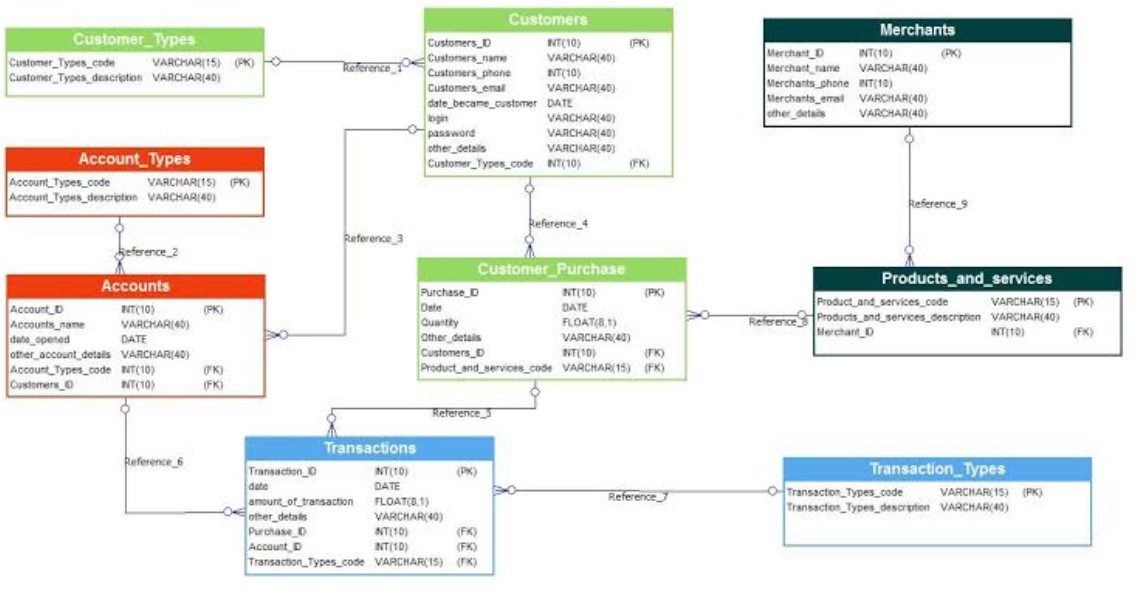 Customer_Types
Customer_Types_code VARCHAR(15) (PK)
Customer_Types_description VARCHAR(40)
Reference_1
Customers
Customers_ID INT(10) (PK)
Customers_name VARCHAR(40)
Customers_phone INT(10)
Customers_email VARCHAR(40)
date_became_customer DATE
login VARCHAR(40)
password VARCHAR(40)
other_details VARCHAR(40)
Customer_Types_code INT(10) (FK)
Merchants
Merchant_ID INT(10) (PK)
Merchant_name VARCHAR(40)
Merchants_phone INT(10)
Merchants_email VARCHAR(40)
other_details VARCHAR(40)
Account_Types
Account_Types_code VARCHAR(15) (PK)
Account_Types_description VARCHAR(40)
Reference_2
Reference_3
Reference_4
Reference_9
Accounts
Account_ID INT(10) (PK)
Accounts_name VARCHAR(40)
date_opened DATE
other_account_details VARCHAR(40)
Account_Types_code INT(10) (FK)
Customers_ID INT(10) (FK)
Customer_Purchase
Purchase_ID INT(10) (PK)
Date DATE
Quantity FLOAT(8,1)
Other_details VARCHAR(40)
Customers_ID INT(10) (FK)
Product_and_services_code VARCHAR(15) (FK)
Reference_8
Products_and_services
Product_and_services_code VARCHAR(15) (PK)
Products_and_services_description VARCHAR(40)
Merchant_ID INT(10) (FK)
Reference_5
Reference_6
Transactions
Transaction_ID INT(10) (PK)
date DATE
amount_of_transaction FLOAT(8,1)
other_details VARCHAR(40)
Purchase_ID INT(10) (FK)
Account_ID INT(10) (FK)
Transaction_Types_code VARCHAR(15) (FK)
Reference_7
Transaction_Types
Transaction_Types_code VARCHAR(15) (PK)
Transaction_Types_description VARCHAR(40)